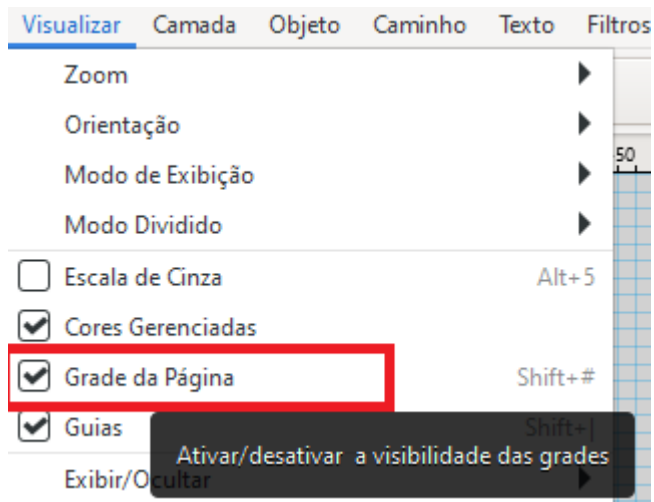 Visualizar Camada Objeto Caminho Texto Filtros
Zoom
Orientação
Modo de Exibição
50
Modo Dividido
Escala de Cinza Alt+5
Cores Gerenciadas
Grade da Página Shift+#
Guias Shift+|
Ativar/desativar a visibilidade das grades
Exibir/Ocultar